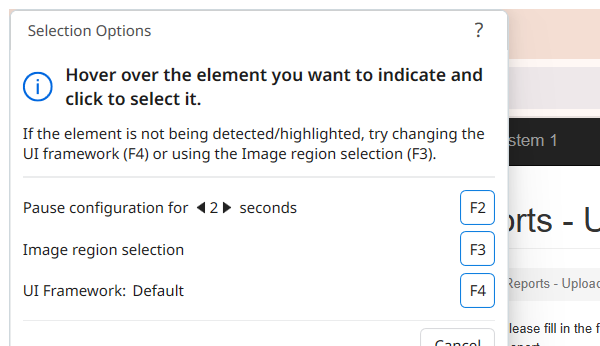 Selection Options ?
Hover over the element you want to indicate and
click to select it.
If the element is not being detected/highlighted, try changing the
UI framework (F4) or using the Image region selection (F3).
Pause configuration for 2 seconds F2
Image region selection F3
UI Framework: Default F4
Cancel
stem 1
orts - U
Reports - Upload
lease fill in the f